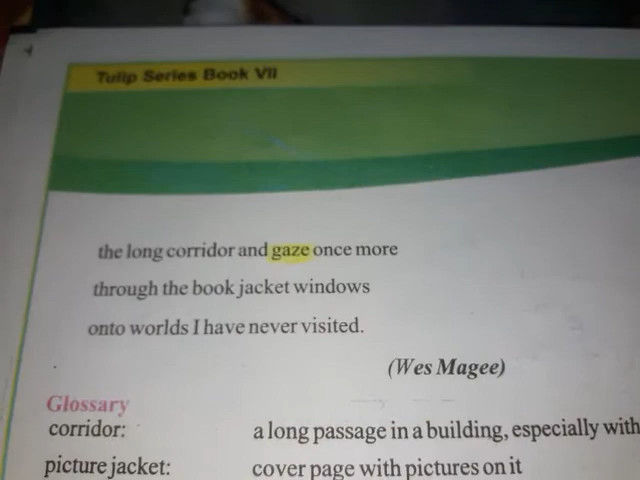 Tulip Series Book VII
the long corridor and gaze once more
through the book jacket windows
onto worlds I have never visited.
(Wes Magee)
Glossary
corridor: a long passage in a building, especially with
picture jacket: cover page with pictures on it